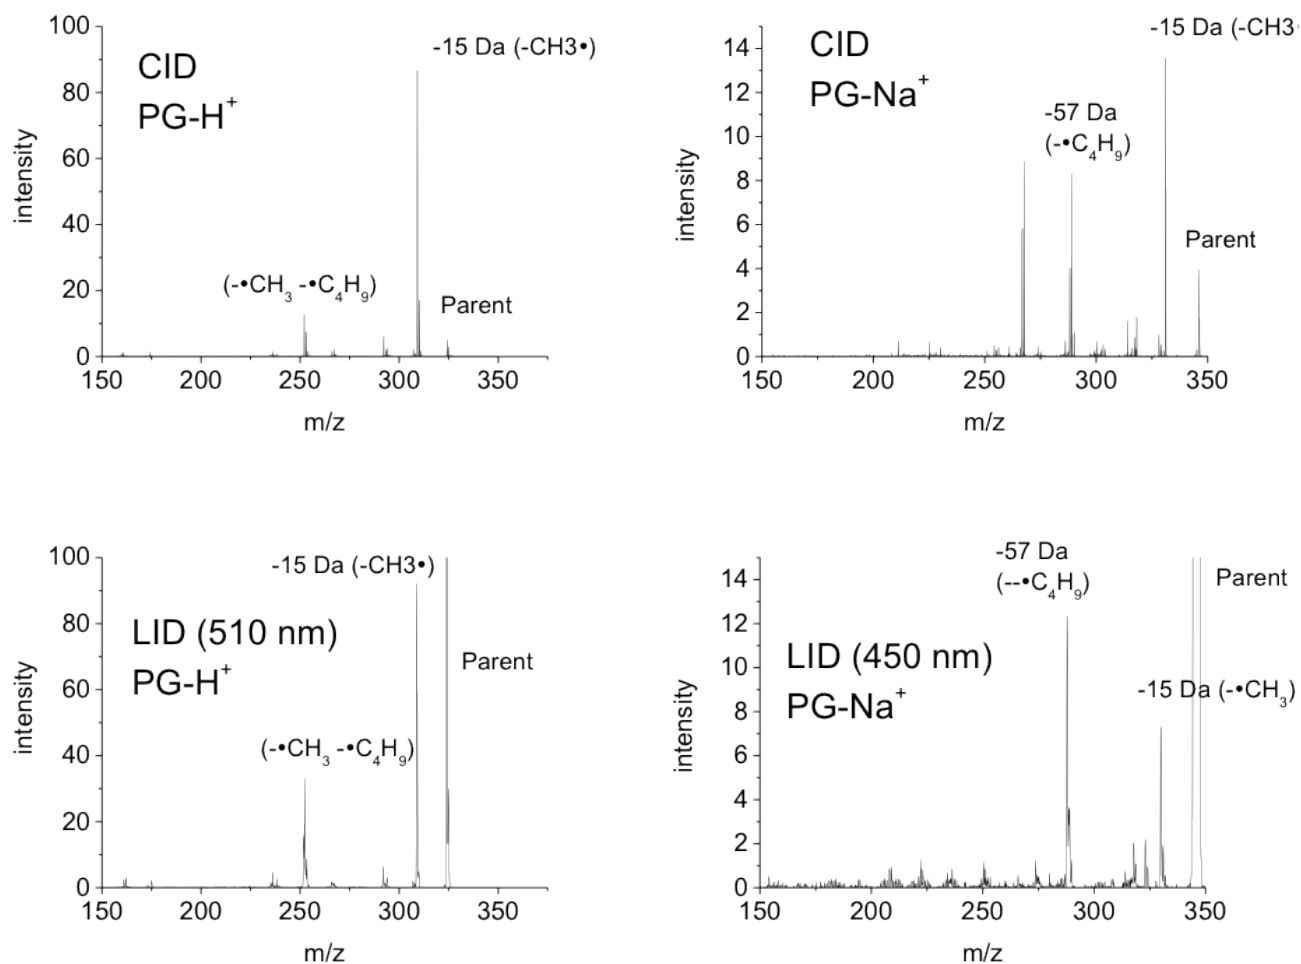 CID
PG-H⁺
-15 Da (-CH3•)
(-•CH₃ -•C₄H₉)
Parent
intensity
100
80
60
40
20
0
150 200 250 300 350
m/z
CID
PG-Na⁺
-15 Da (-CH3•
-57 Da
(-•C₄H₉)
Parent
intensity
14
12
10
8
6
4
2
0
150 200 250 300 350
m/z
-15 Da (-CH3•)
LID (510 nm)
PG-H⁺
Parent
(-•CH₃ -•C₄H₉)
intensity
100
80
60
40
20
0
150 200 250 300 350
m/z
-57 Da
(--•C₄H₉)
Parent
LID (450 nm)
PG-Na⁺
-15 Da (-•CH₃)
intensity
14
12
10
8
6
4
2
0
150 200 250 300 350
m/z